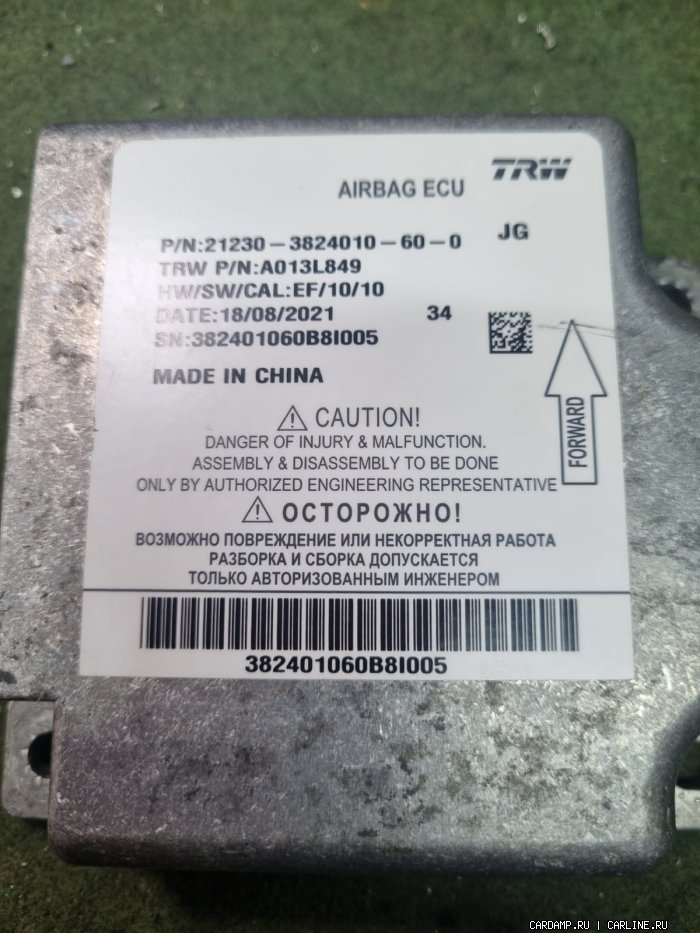 TRW
AIRBAG ECU
P/N:21230-3824010-60-0 JG
TRW P/N:A013L849
HW/SW/CAL:EF/10/10
DATE:18/08/2021 34
SN:382401060B8I005
MADE IN CHINA
FORWARD
⚠ CAUTION!
DANGER OF INJURY & MALFUNCTION.
ASSEMBLY & DISASSEMBLY TO BE DONE
ONLY BY AUTHORIZED ENGINEERING REPRESENTATIVE
⚠ ОСТОРОЖНО!
ВОЗМОЖНО ПОВРЕЖДЕНИЕ ИЛИ НЕКОРРЕКТНАЯ РАБОТА
РАЗБОРКА И СБОРКА ДОПУСКАЕТСЯ
ТОЛЬКО АВТОРИЗОВАННЫМ ИНЖЕНЕРОМ
382401060B8I005
CARDAMP.RU | CARLINE.RU